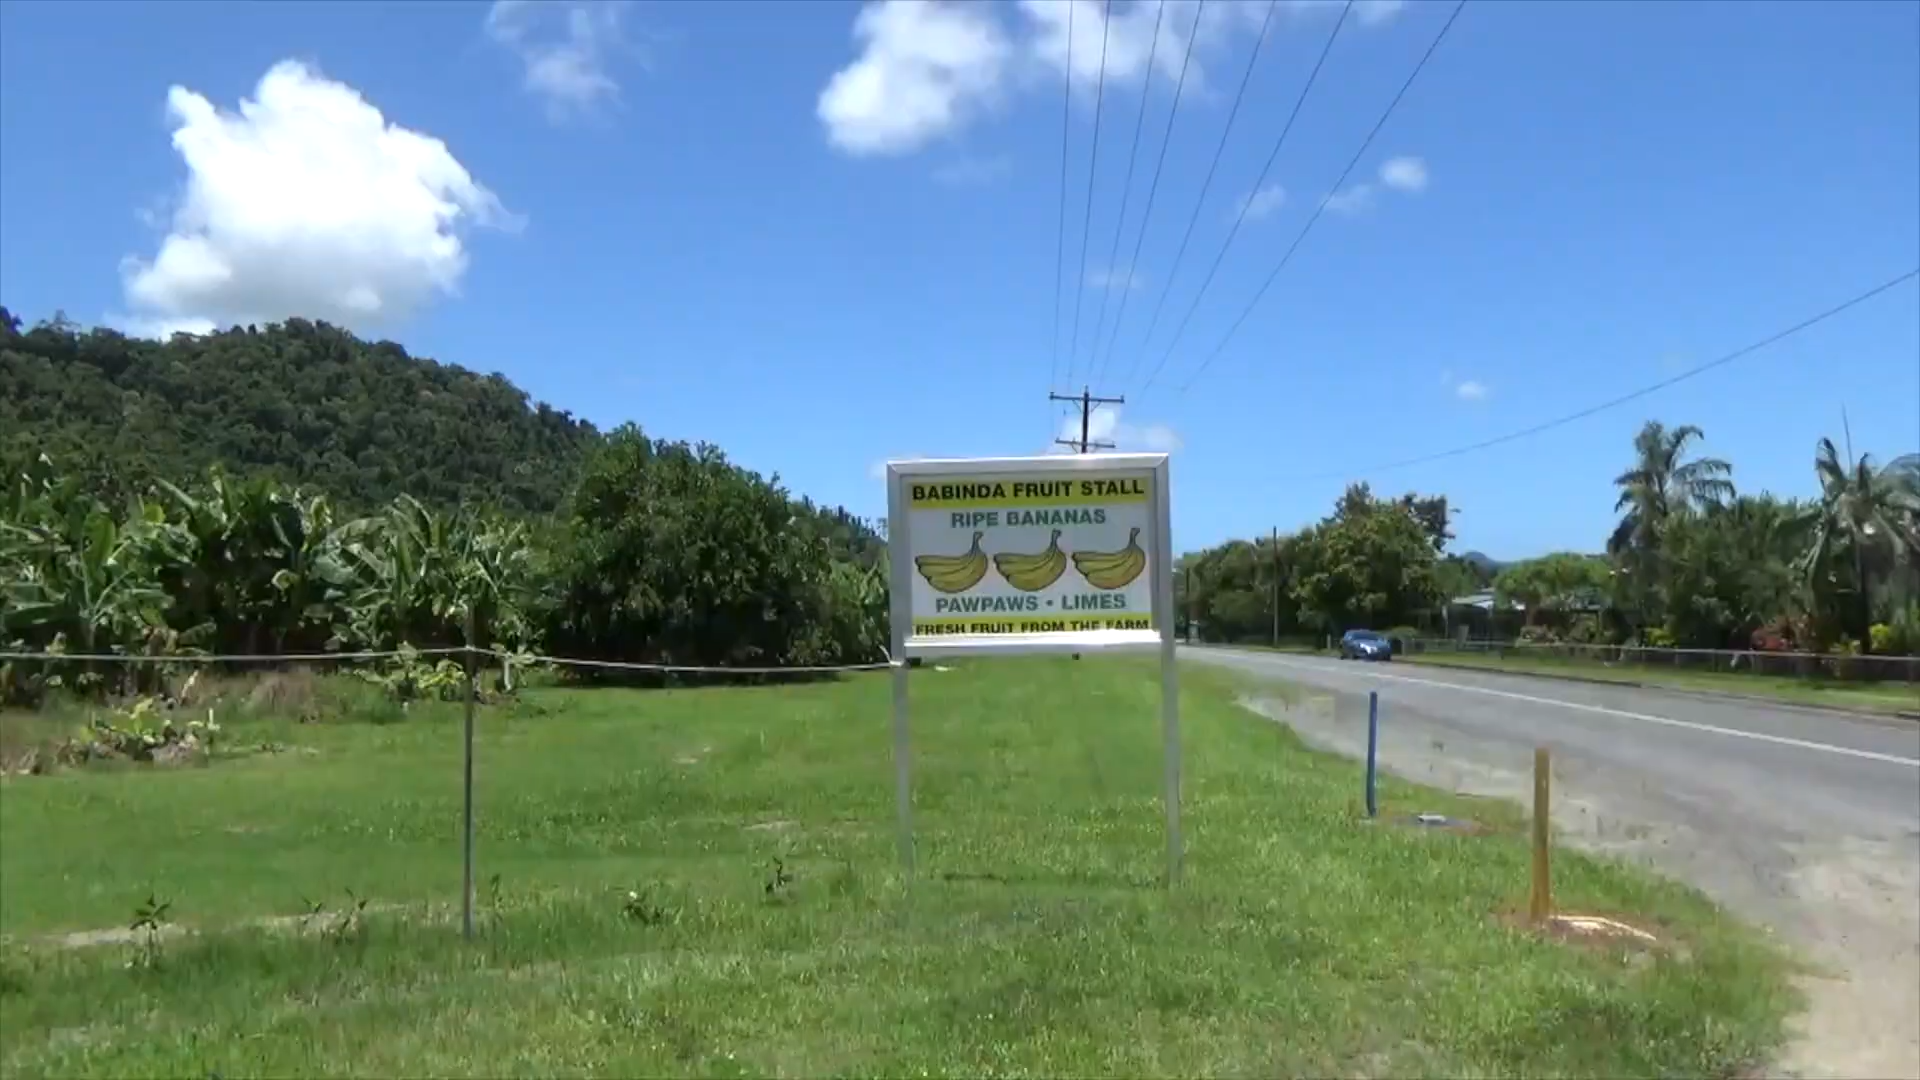 BABINDA FRUIT STALL
RIPE BANANAS
PAWPAWS • LIMES
FRESH FRUIT FROM THE FARM